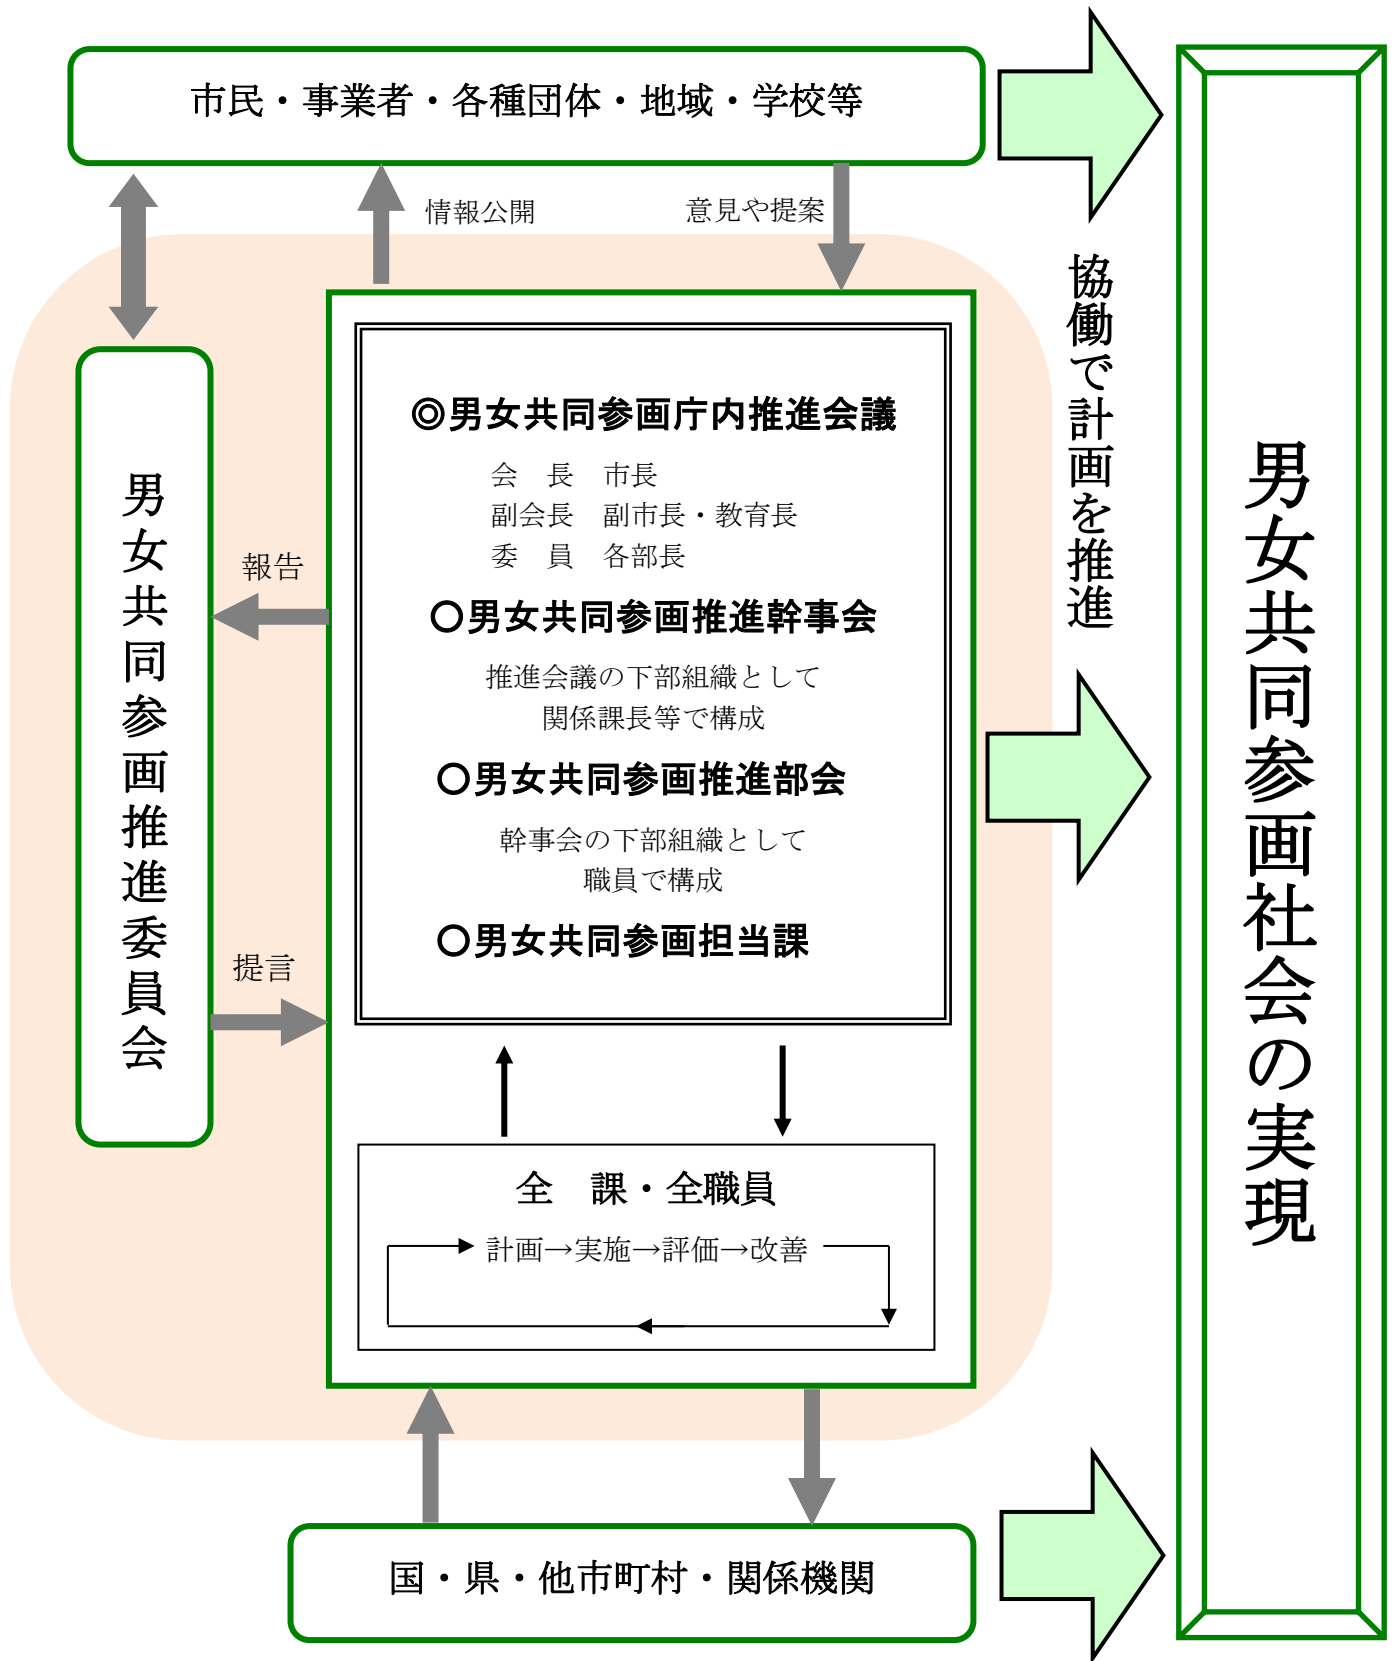 市民・事業者・各種団体・地域・学校等
情報公開
意見や提案
協働で計画を推進
男女共同参画社会の実現
男女共同参画推進委員会
報告
提言
◎男女共同参画庁内推進会議
会　長　市長
副会長　副市長・教育長
委　員　各部長
○男女共同参画推進幹事会
推進会議の下部組織として
関係課長等で構成
○男女共同参画推進部会
幹事会の下部組織として
職員で構成
○男女共同参画担当課
全　課・全職員
計画→実施→評価→改善
国・県・他市町村・関係機関